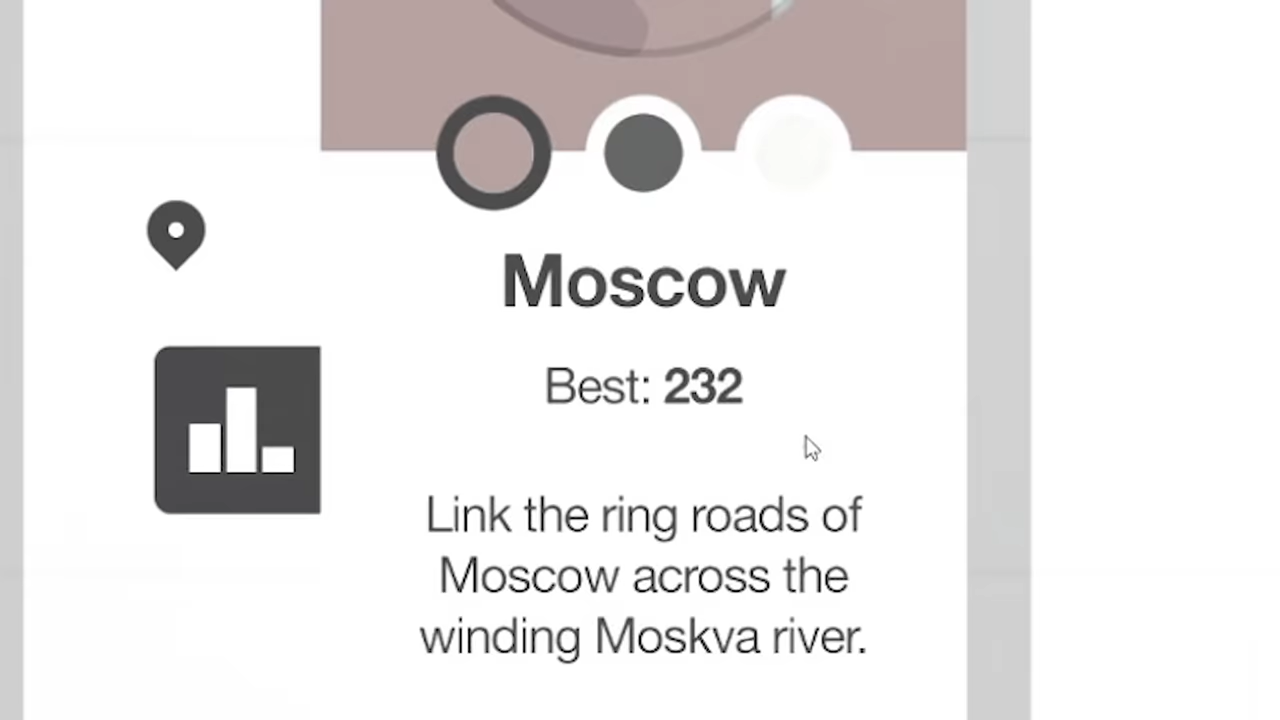 Moscow
Best: 232
Link the ring roads of
Moscow across the
winding Moskva river.